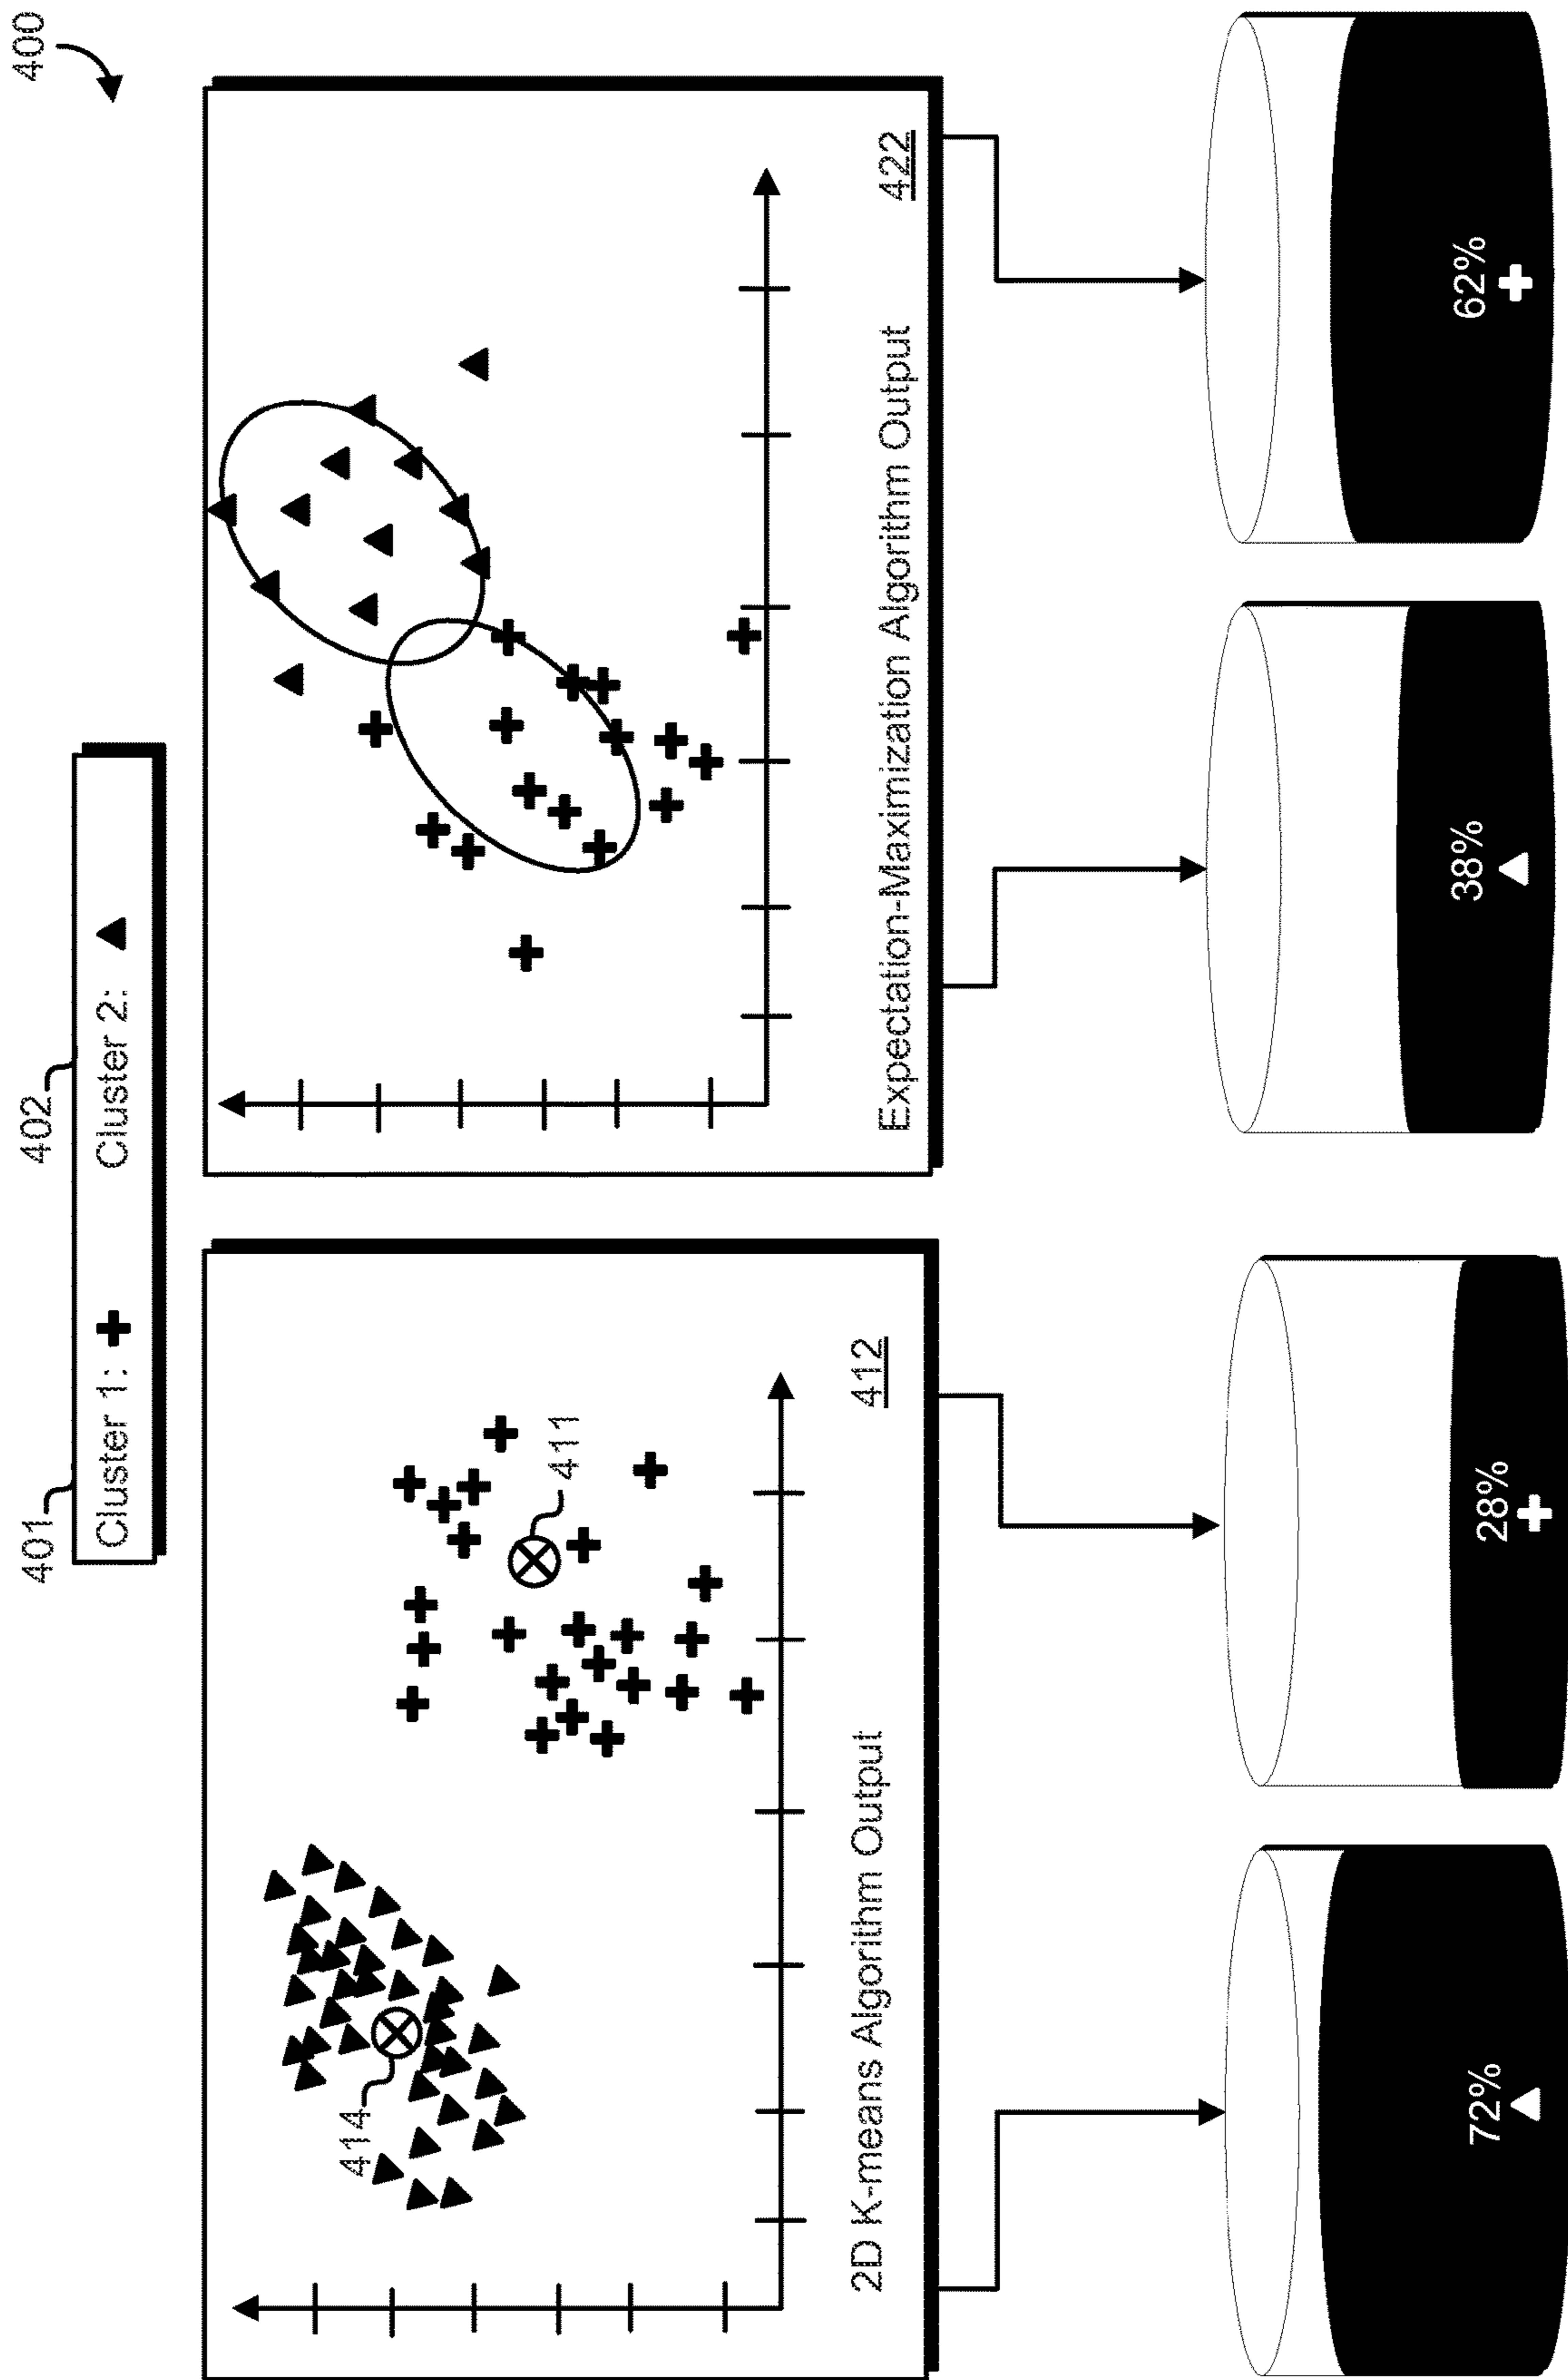 400
401
402
Cluster 1:
Cluster 2:
414
411
2D K-means Algorithm Output
412
Expectation-Maximization Algorithm Output
422
72%
28%
38%
62%